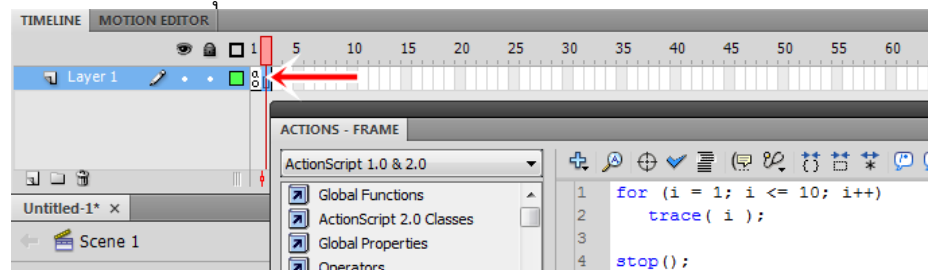 TIMELINE MOTION EDITOR
1 5 10 15 20 25 30 35 40 45 50 55 60
Layer 1
a
ACTIONS - FRAME
ActionScript 1.0 & 2.0
Global Functions
ActionScript 2.0 Classes
Global Properties
Operators
Untitled-1* ×
Scene 1
1 for (i = 1; i <= 10; i++)
2 trace( i );
3
4 stop();